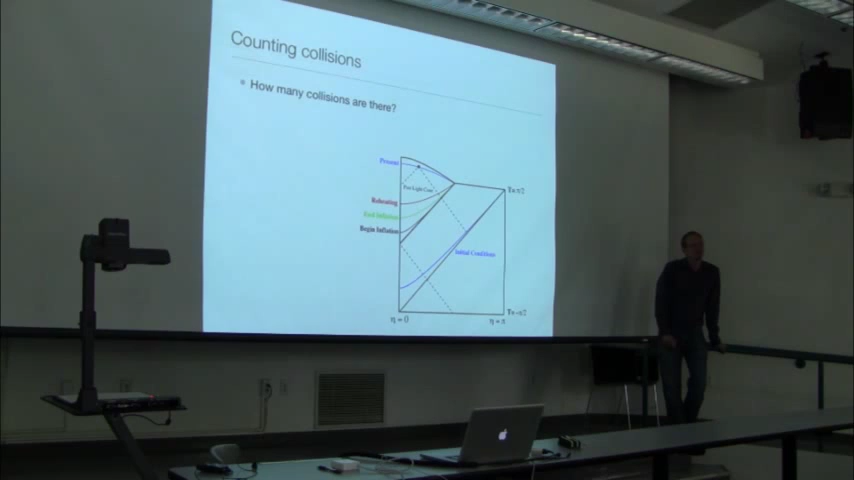 Counting collisions
How many collisions are there?
Present
Past Light Cone
Reheating
End Inflation
Begin Inflation
Initial Conditions
T=π/2
T=-π/2
η = 0
η = π